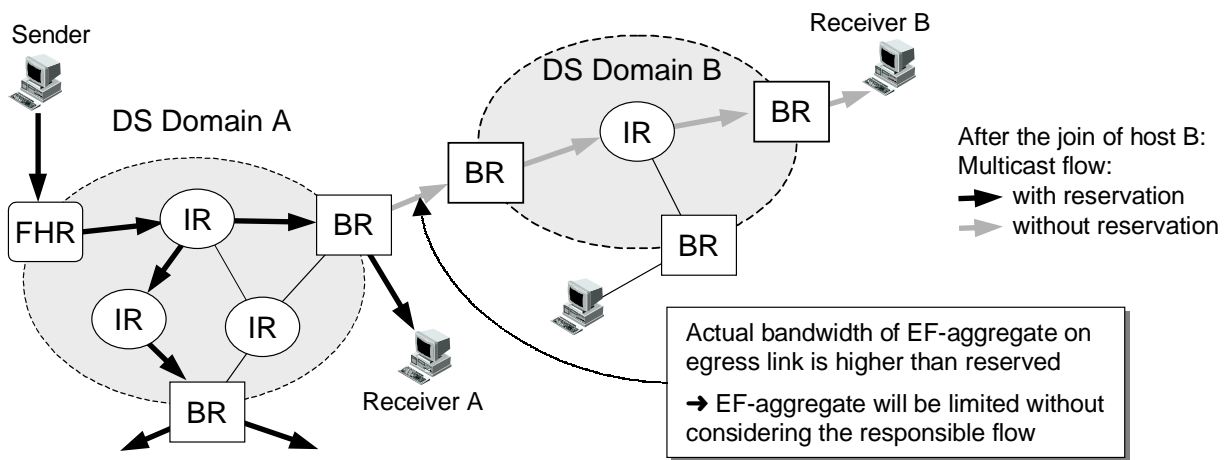 Sender
Receiver B
DS Domain B
DS Domain A
BR
IR
BR
After the join of host B:
Multicast flow:
with reservation
without reservation
FHR
IR
BR
BR
IR
IR
BR
Receiver A
Actual bandwidth of EF-aggregate on
egress link is higher than reserved
➜ EF-aggregate will be limited without
considering the responsible flow